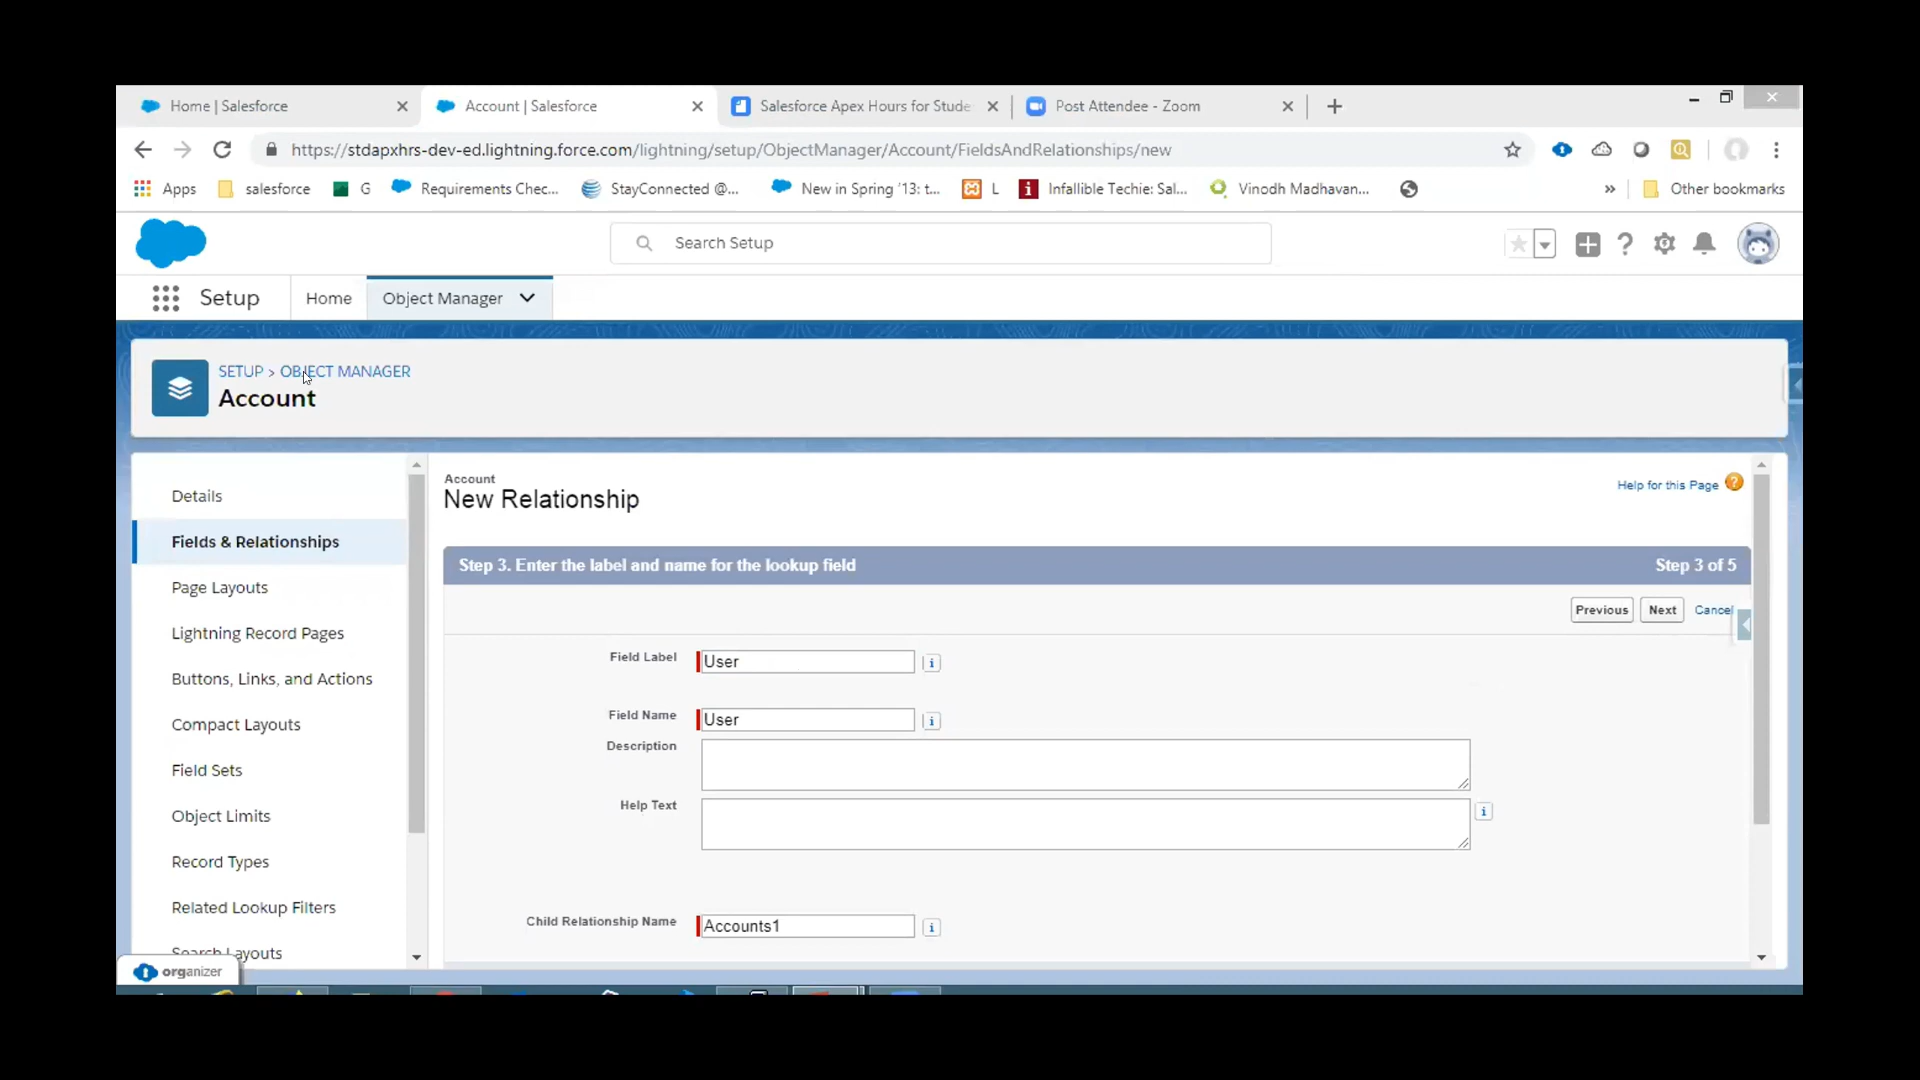 Home | Salesforce
Account | Salesforce
Salesforce Apex Hours for Stude
Post Attendee - Zoom
https://stdapxhrs-dev-ed.lightning.force.com/lightning/setup/ObjectManager/Account/FieldsAndRelationships/new
Apps
salesforce
G
Requirements Chec...
StayConnected @...
New in Spring '13: t...
L
Infallible Techie: Sal...
Vinodh Madhavan...
»
Other bookmarks
Search Setup
Setup
Home
Object Manager
SETUP > OBJECT MANAGER
Account
Details
Fields & Relationships
Page Layouts
Lightning Record Pages
Buttons, Links, and Actions
Compact Layouts
Field Sets
Object Limits
Record Types
Related Lookup Filters
Search Layouts
organizer
Account
New Relationship
Help for this Page
Step 3. Enter the label and name for the lookup field
Step 3 of 5
Previous
Next
Cancel
Field Label
User
Field Name
User
Description
Help Text
Child Relationship Name
Accounts1